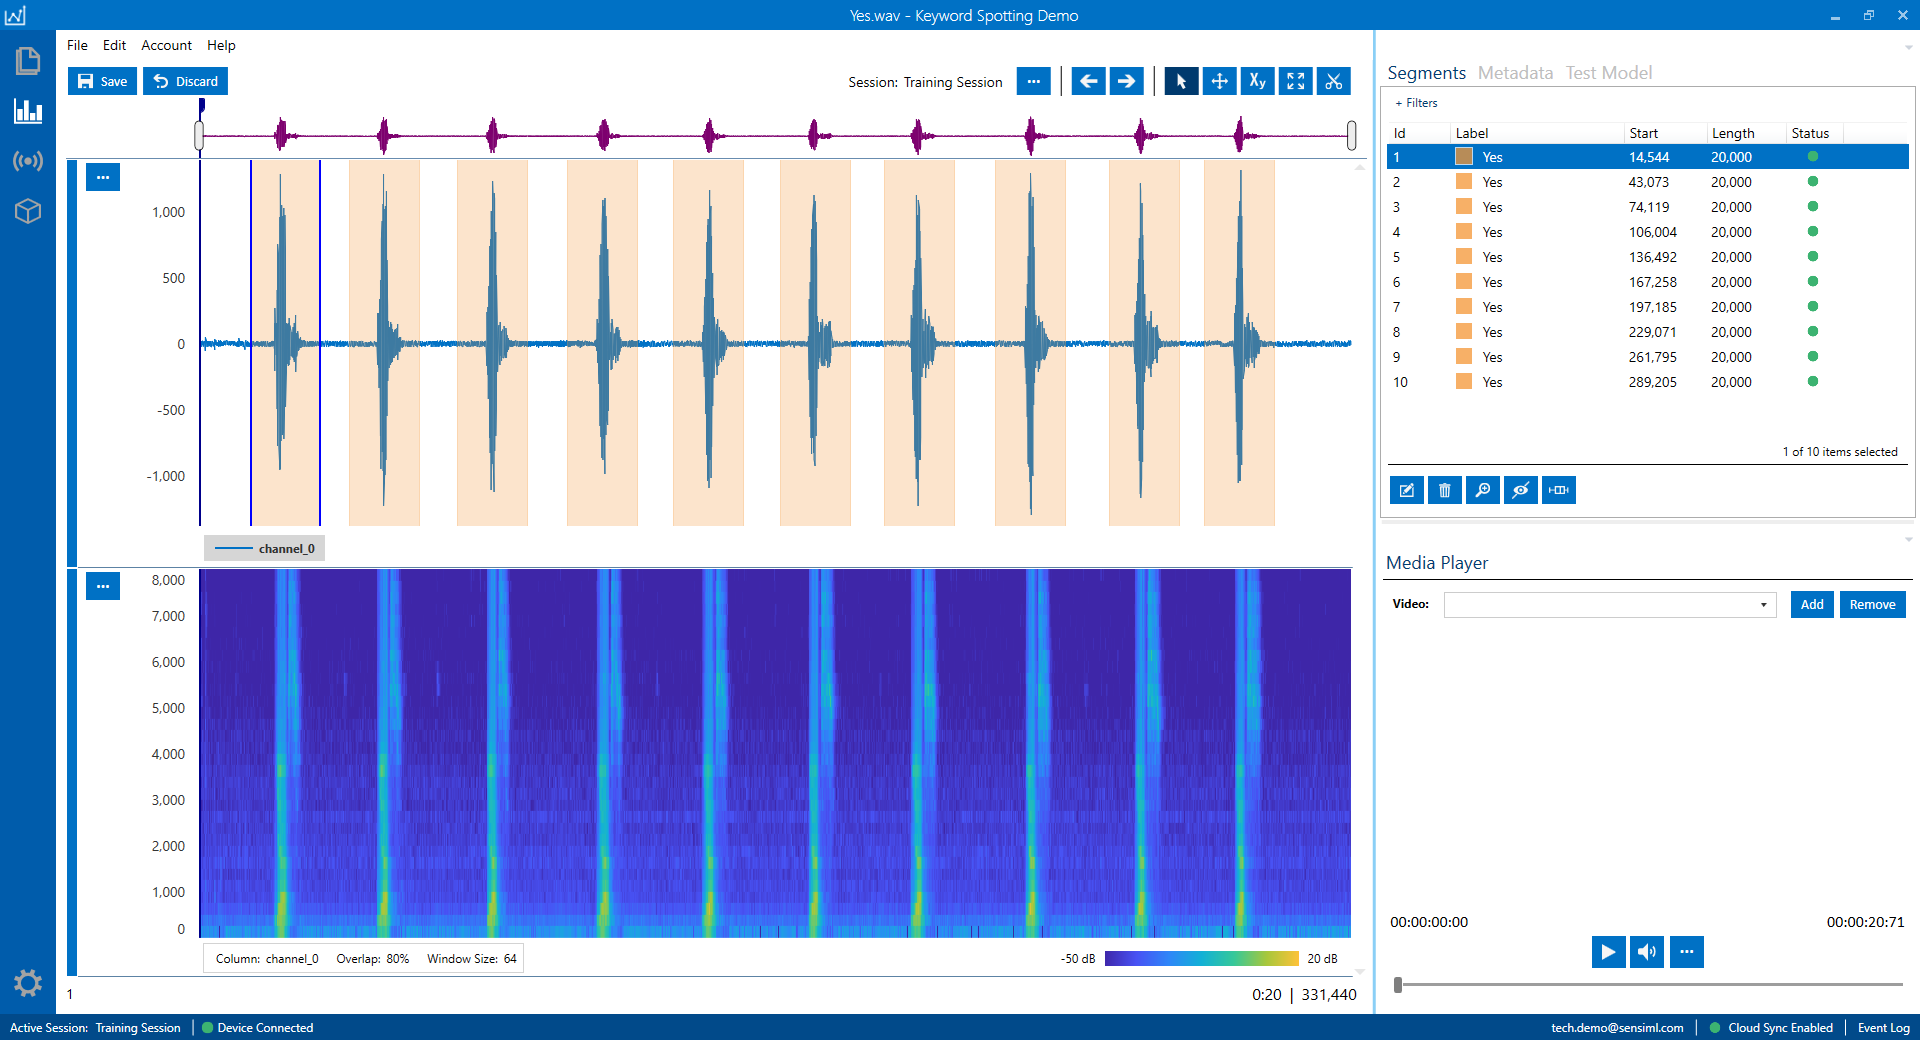 Yes.wav - Keyword Spotting Demo
File Edit Account Help
Save Discard
Session: Training Session
Segments Metadata Test Model
+ Filters
Id Label Start Length Status
1 Yes 14,544 20,000
2 Yes 43,073 20,000
3 Yes 74,119 20,000
4 Yes 106,004 20,000
5 Yes 136,492 20,000
6 Yes 167,258 20,000
7 Yes 197,185 20,000
8 Yes 229,071 20,000
9 Yes 261,795 20,000
10 Yes 289,205 20,000
1 of 10 items selected
1,000
500
0
-500
-1,000
channel_0
8,000
7,000
6,000
5,000
4,000
3,000
2,000
1,000
0
Column: channel_0 Overlap: 80% Window Size: 64
-50 dB 20 dB
1
0:20 | 331,440
Media Player
Video:
Add Remove
00:00:00:00 00:00:20:71
Active Session: Training Session Device Connected
tech.demo@sensiml.com Cloud Sync Enabled Event Log